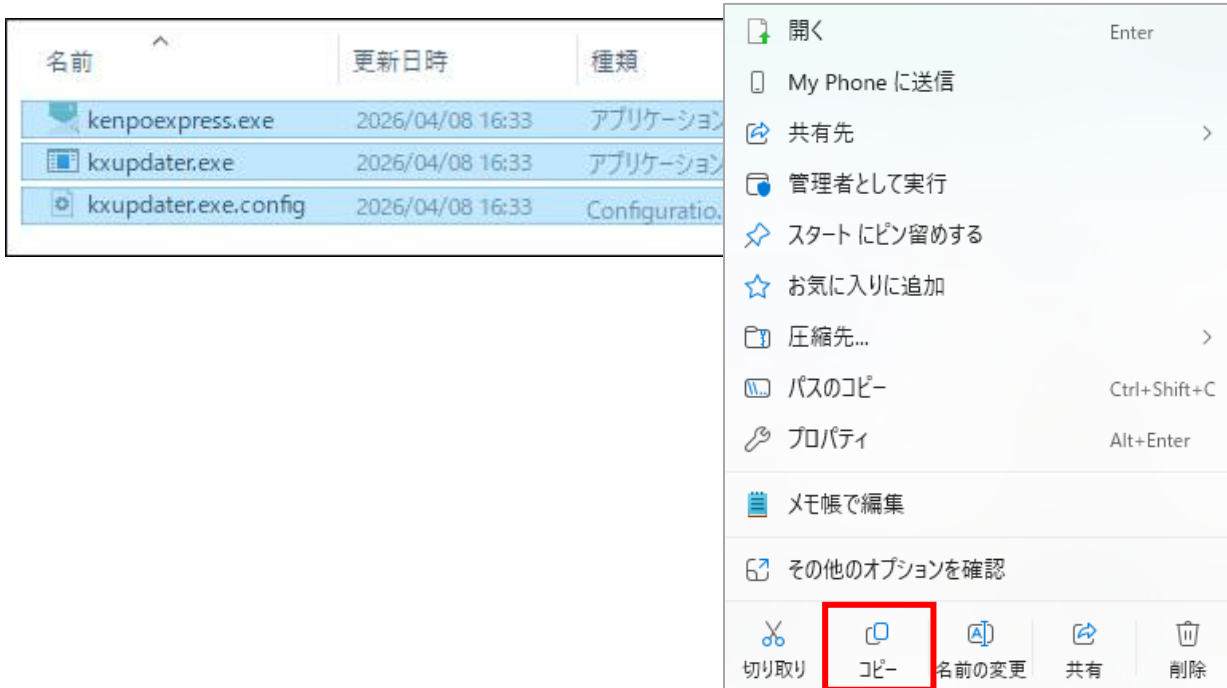 名前 更新日時 種類
kenpoexpress.exe 2026/04/08 16:33 アプリケーション
kxupdater.exe 2026/04/08 16:33 アプリケーション
kxupdater.exe.config 2026/04/08 16:33 Configuratio...
開く Enter
My Phone に送信
共有先
管理者として実行
スタート にピン留めする
お気に入りに追加
圧縮先...
パスのコピー Ctrl+Shift+C
プロパティ Alt+Enter
メモ帳で編集
その他のオプションを確認
切り取り コピー 名前の変更 共有 削除